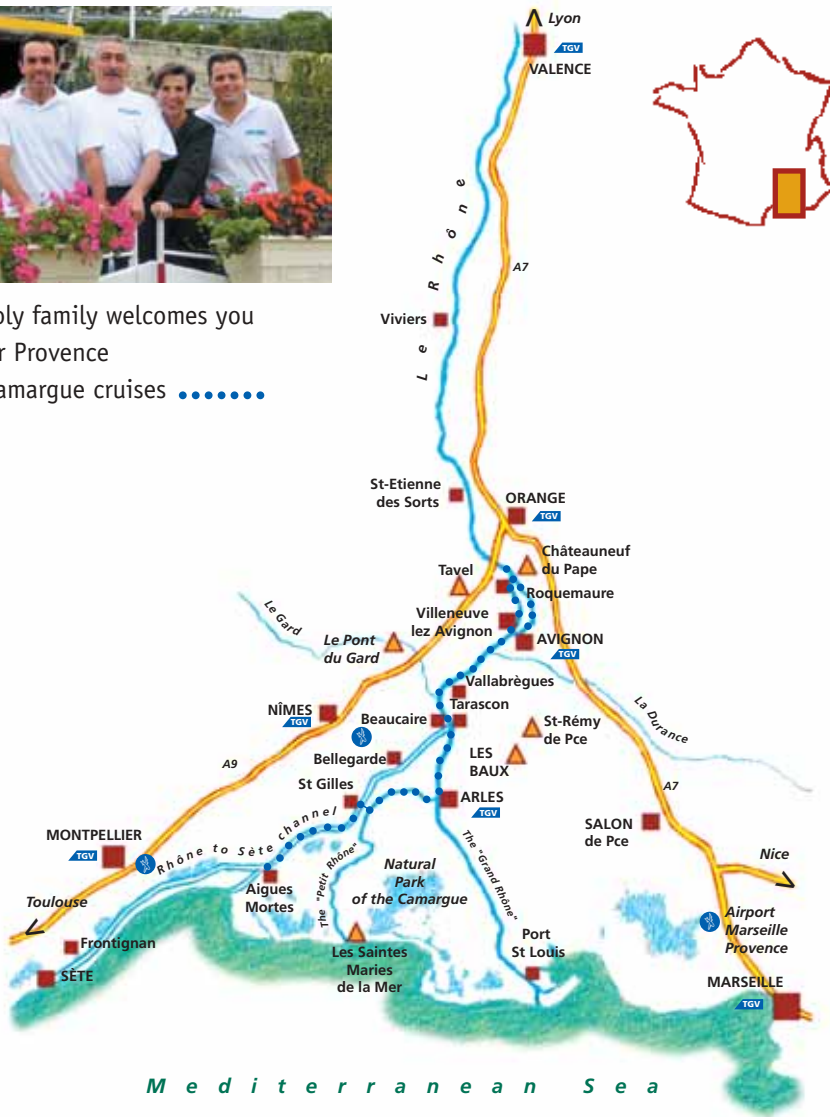 Lyon
TGV
VALENCE
Le Rhône
A7
Viviers
oly family welcomes you
r Provence
amargue cruises
St-Etienne
des Sorts
ORANGE
TGV
Châteauneuf
du Pape
Tavel
Roquemaure
Villeneuve
lez Avignon
AVIGNON
TGV
Le Gard
Le Pont
du Gard
Vallabrègues
Tarascon
Beaucaire
NÎMES
TGV
St-Rémy
de Pce
La Durance
Bellegarde
LES
BAUX
A9
St Gilles
ARLES
TGV
A7
SALON
de Pce
MONTPELLIER
TGV
Rhône to Sète channel
Nice
Toulouse
Aigues
Mortes
The "Petit Rhône"
Natural
Park
of the Camargue
The "Grand Rhône"
Airport
Marseille
Provence
Frontignan
SÈTE
Les Saintes
Maries
de la Mer
Port
St Louis
MARSEILLE
TGV
Mediterranean Sea